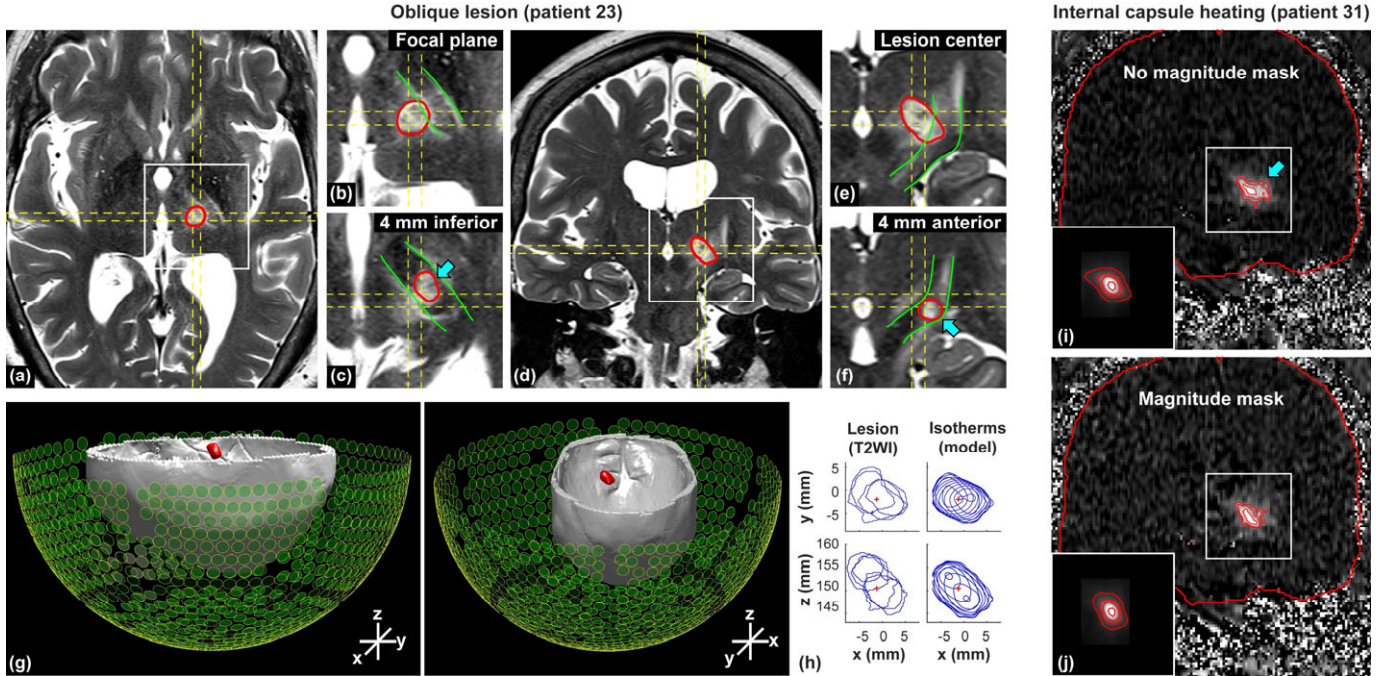 Oblique lesion (patient 23)
Internal capsule heating (patient 31)
(a)
Focal plane
(b)
4 mm inferior
(c)
(d)
Lesion center
(e)
4 mm anterior
(f)
No magnitude mask
(i)
Magnitude mask
(j)
(g)
z
y
x
z
x
y
(h)
Lesion
(T2WI)
Isotherms
(model)
y (mm)
5
0
-5
z (mm)
160
155
150
145
-5 0 5
x (mm)
-5 0 5
x (mm)